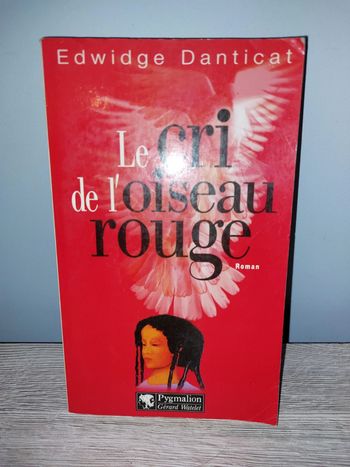 Edwidge Danticat
Le cri
de l'oiseau
rouge
Roman
Pygmalion
Gérard Watelet